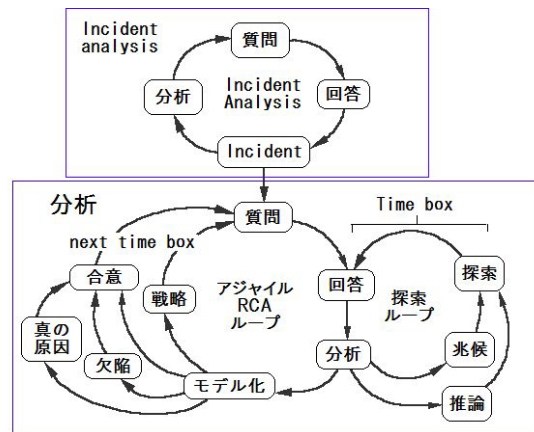 Incident
analysis
質問
分析
Incident
Analysis
回答
Incident
分析
質問
Time box
next time box
合意
戦略
アジャイル
RCA
ループ
回答
探索
ループ
探索
真の
原因
欠陥
分析
兆候
モデル化
推論